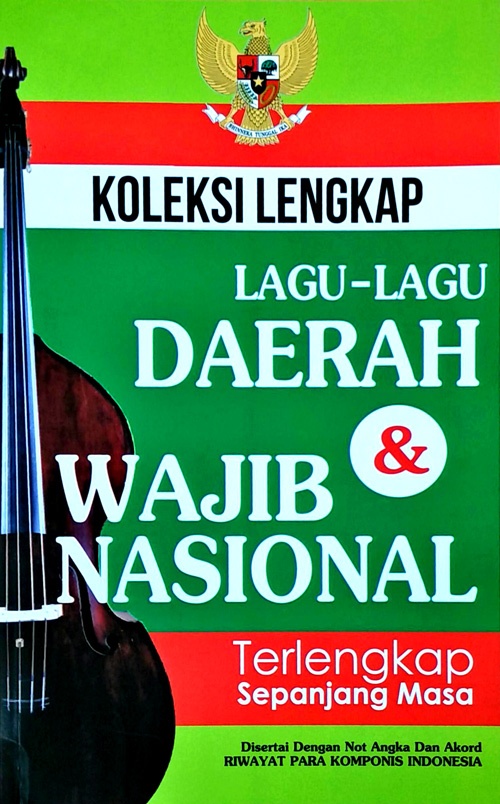 BHINNEKA TUNGGAL IKA
KOLEKSI LENGKAP
LAGU-LAGU
DAERAH
&
WAJIB
NASIONAL
Terlengkap
Sepanjang Masa
Disertai Dengan Not Angka Dan Akord
RIWAYAT PARA KOMPONIS INDONESIA